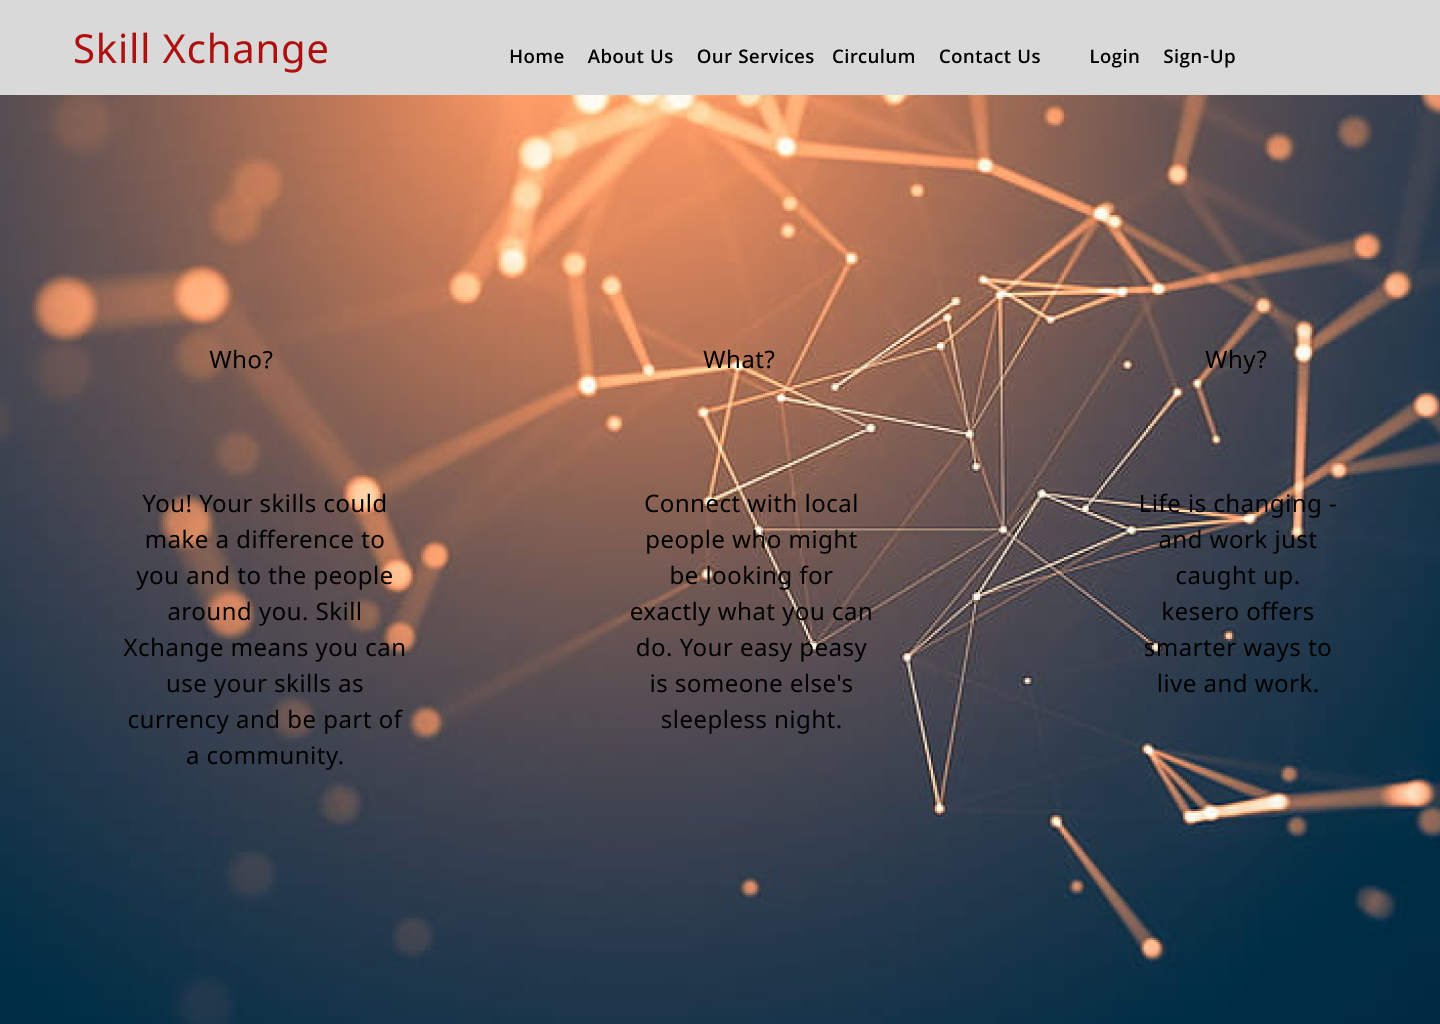 Skill Xchange
Home About Us Our Services Circulum Contact Us Login Sign-Up
Who?
What?
Why?
You! Your skills could
make a difference to
you and to the people
around you. Skill
Xchange means you can
use your skills as
currency and be part of
a community.
Connect with local
people who might
be looking for
exactly what you can
do. Your easy peasy
is someone else's
sleepless night.
Life is changing -
and work just
caught up.
kesero offers
smarter ways to
live and work.